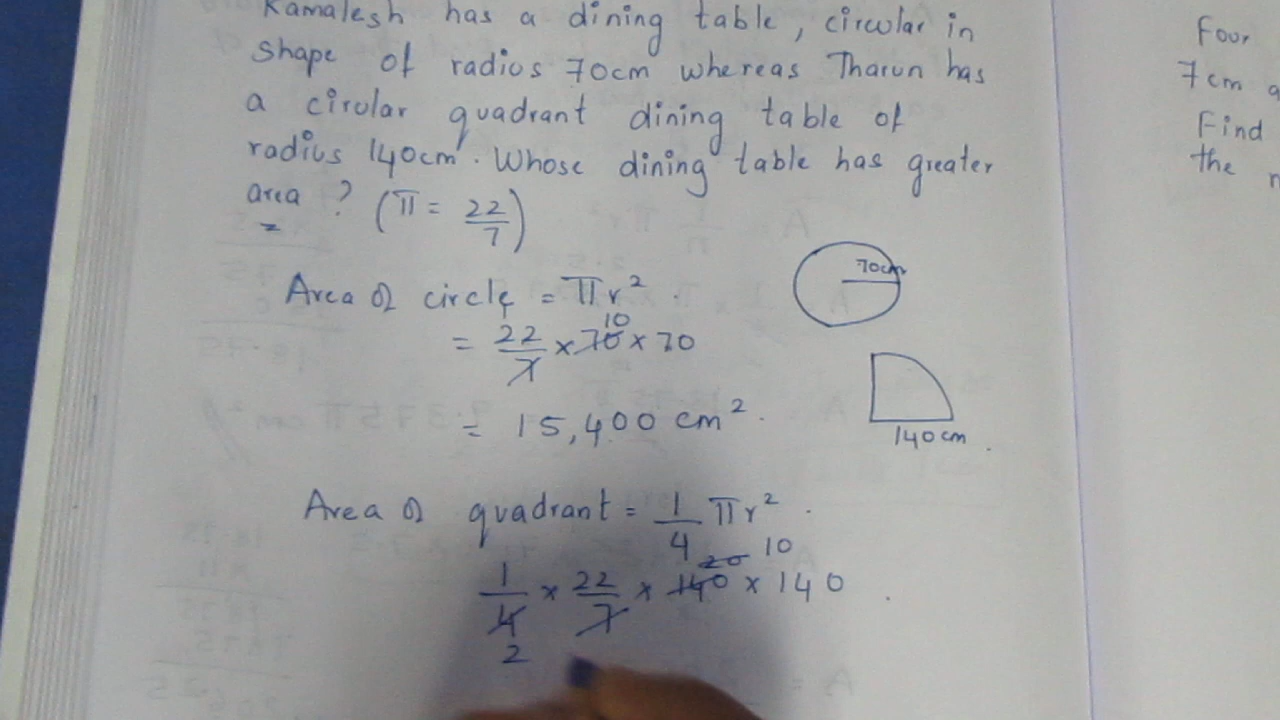 Kamalesh has a dining table, circular in
shape of radius 70cm whereas Tharun has
a cirular quadrant dining table of
radius 140cm. Whose dining table has greater
area? (π = 22/7)
Area of circle = πr²
= 22/7 × 70 × 70
10
= 15,400 cm².
70cm
140cm
Area of quadrant = 1/4 πr².
20 10
1/4 × 22/7 × 140 × 140
2
Four
7cm
Find
the